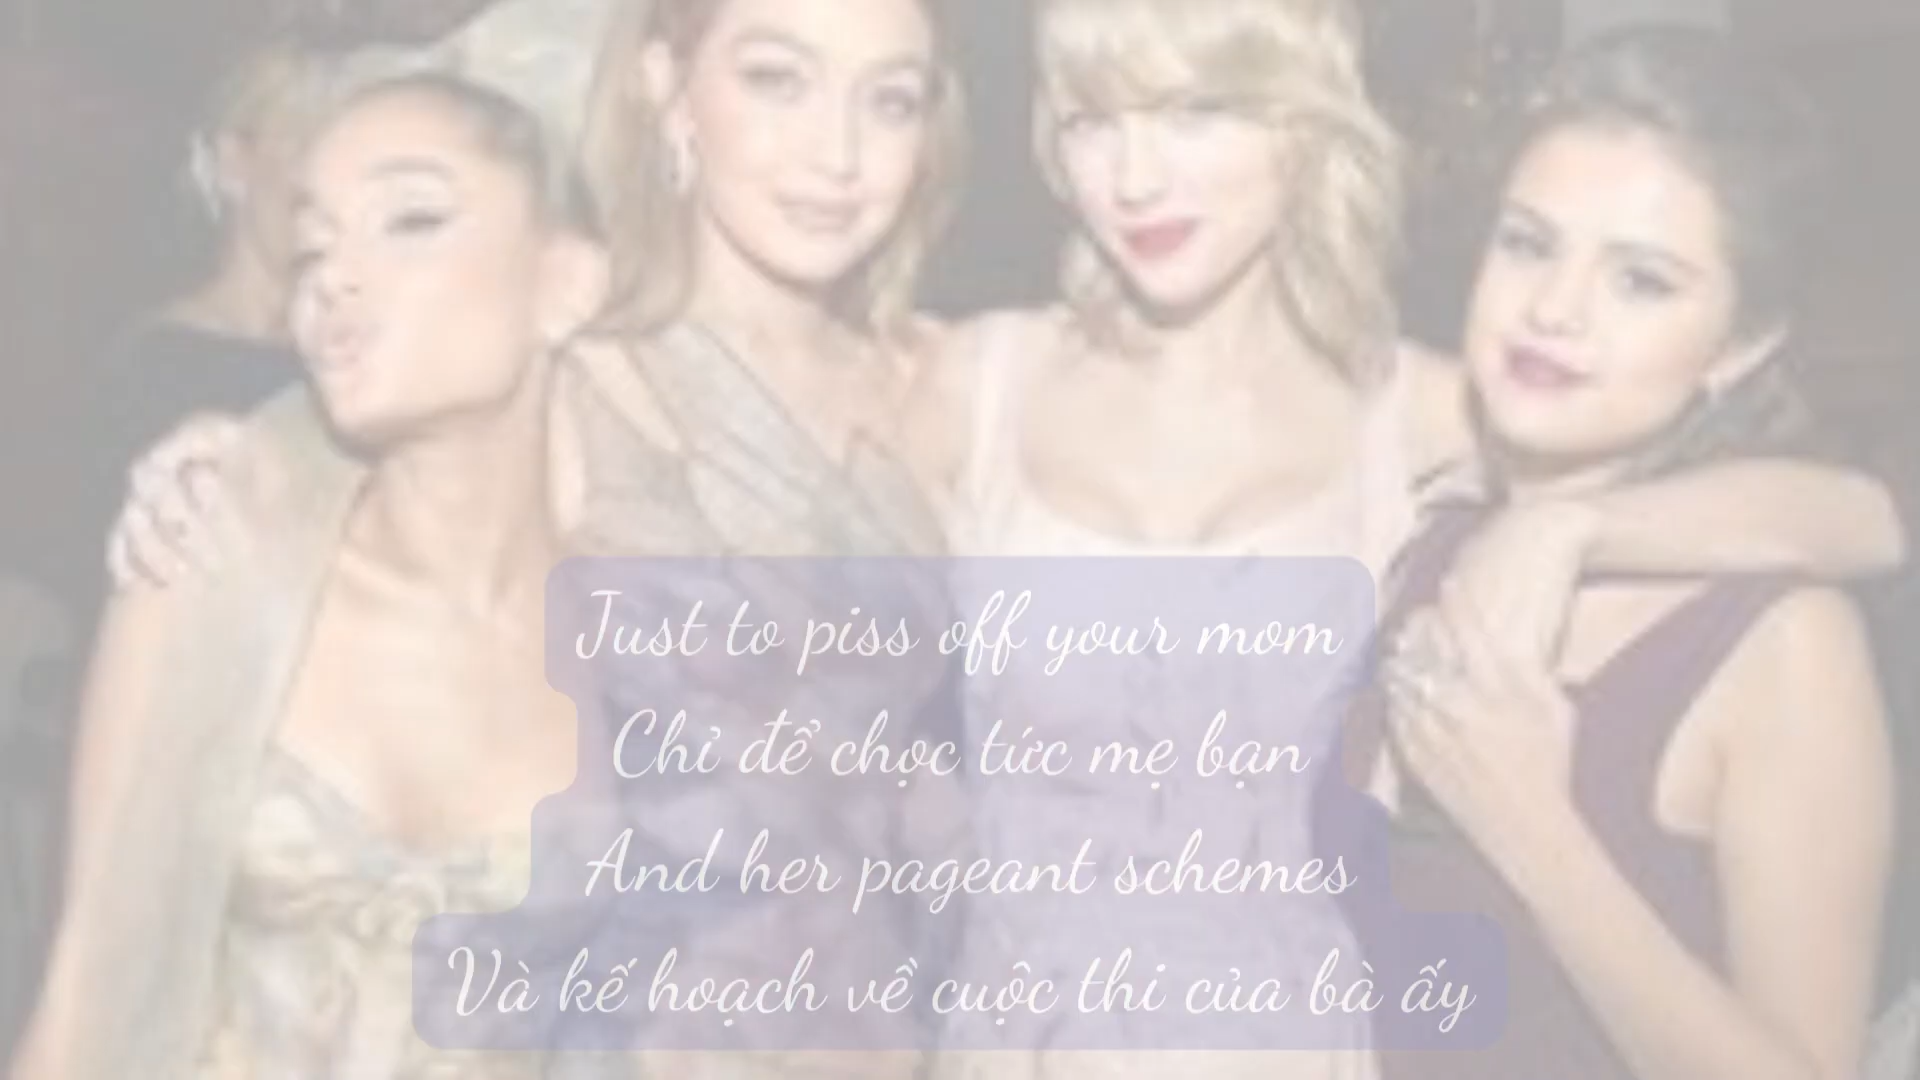 Just to piss off your mom
Chỉ để chọc tức mẹ bạn
And her pageant schemes
Và kế hoạch về cuộc thi của bà ấy